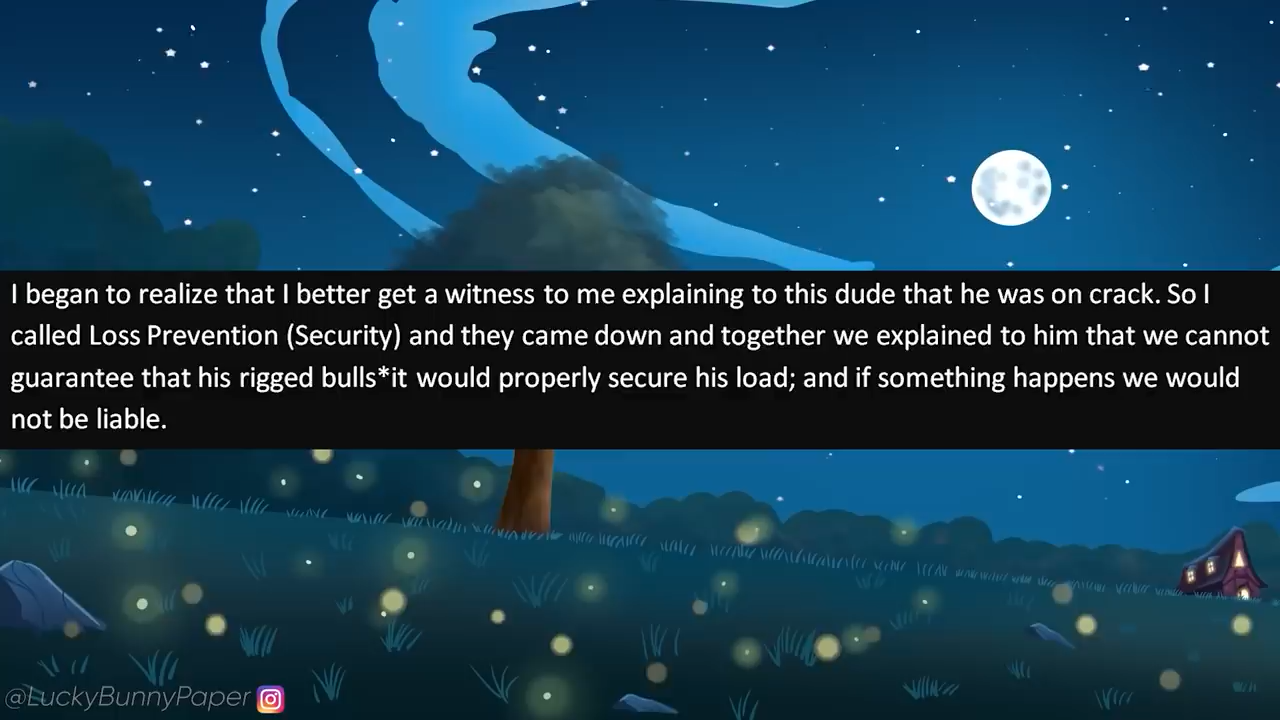 I began to realize that I better get a witness to me explaining to this dude that he was on crack. So I
called Loss Prevention (Security) and they came down and together we explained to him that we cannot
guarantee that his rigged bulls*it would properly secure his load; and if something happens we would
not be liable.
@LuckyBunnyPaper